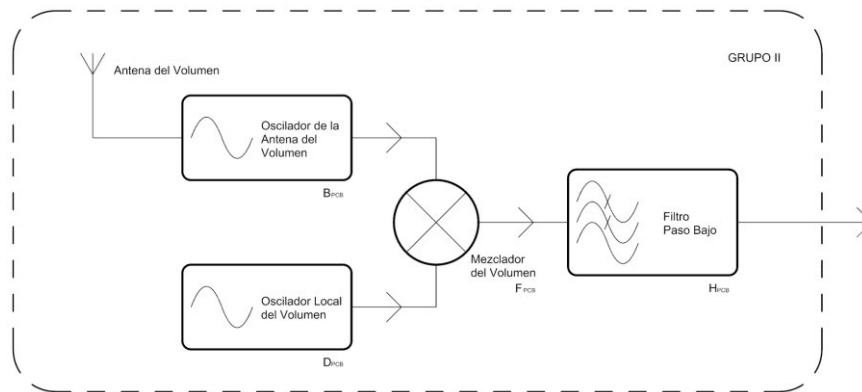 GRUPO II
Antena del Volumen
Oscilador de la
Antena del
Volumen
BPCB
Mezclador
del Volumen
FPCB
Filtro
Paso Bajo
HPCB
Oscilador Local
del Volumen
DPCB